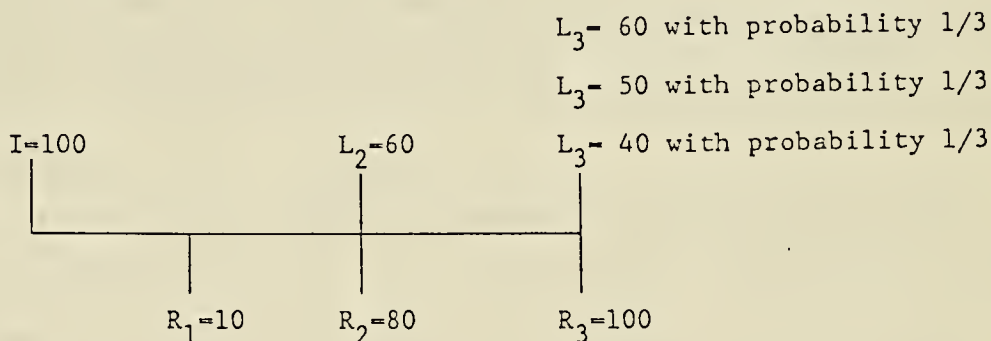 L₃- 60 with probability 1/3
L₃- 50 with probability 1/3
I=100 L₂=60 L₃- 40 with probability 1/3
R₁=10 R₂=80 R₃=100